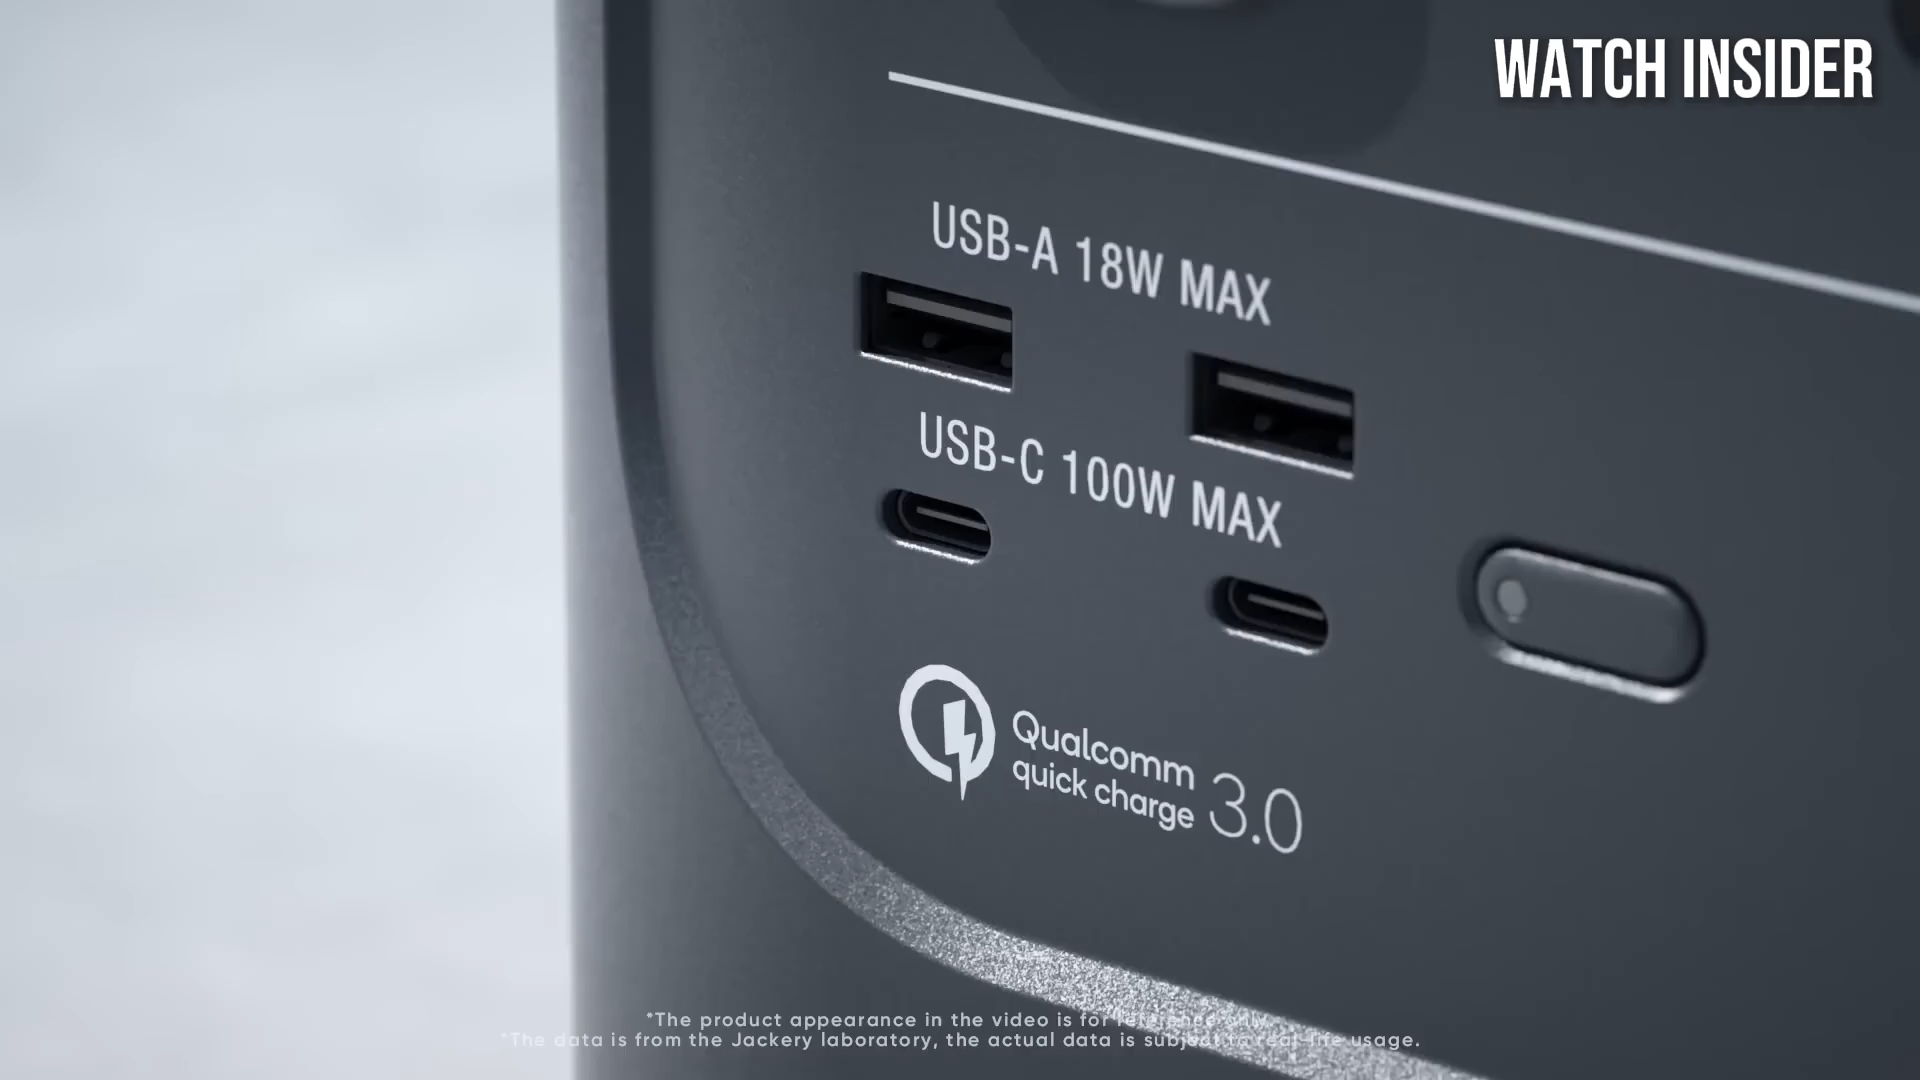 WATCH INSIDER
USB-A 18W MAX
USB-C 100W MAX
Qualcomm
quick charge 3.0
*The product appearance in the video is for reference only.
*The data is from the Jackery laboratory, the actual data is subject to real-life usage.